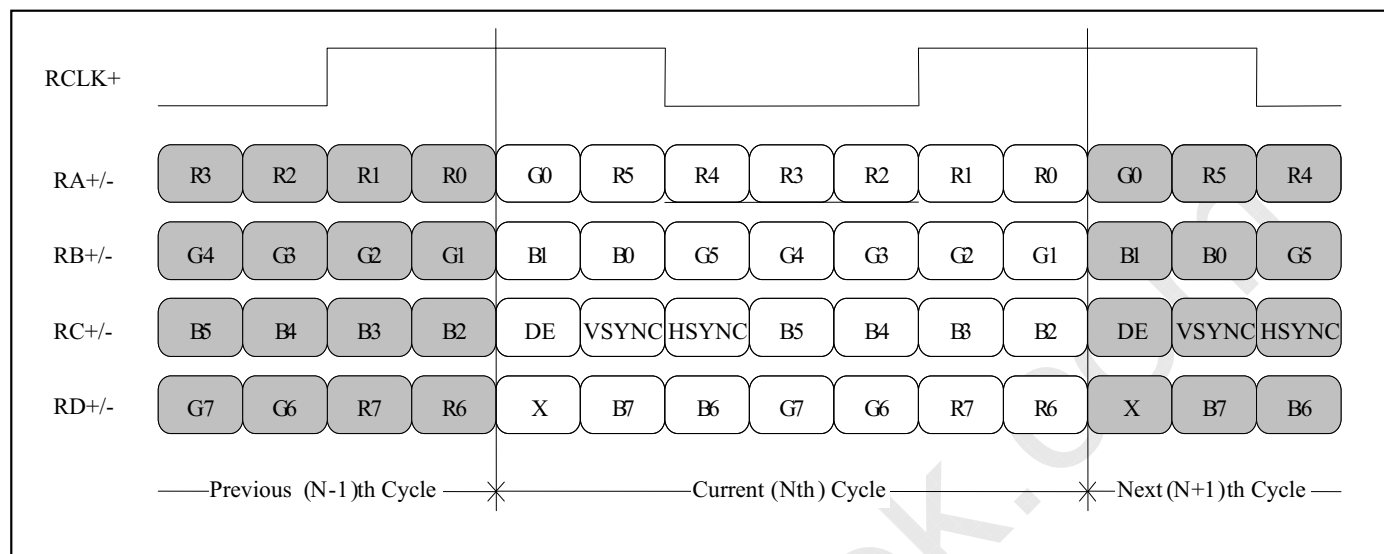 RCLK+
RA+/- R3 R2 R1 R0 G0 R5 R4 R3 R2 R1 R0 G0 R5 R4
RB+/- G4 G3 G2 G1 B1 B0 G5 G4 G3 G2 G1 B1 B0 G5
RC+/- B5 B4 B3 B2 DE VSYNC HSYNC B5 B4 B3 B2 DE VSYNC HSYNC
RD+/- G7 G6 R7 R6 X B7 B6 G7 G6 R7 R6 X B7 B6
Previous (N-1)th Cycle Current (Nth) Cycle Next (N+1)th Cycle